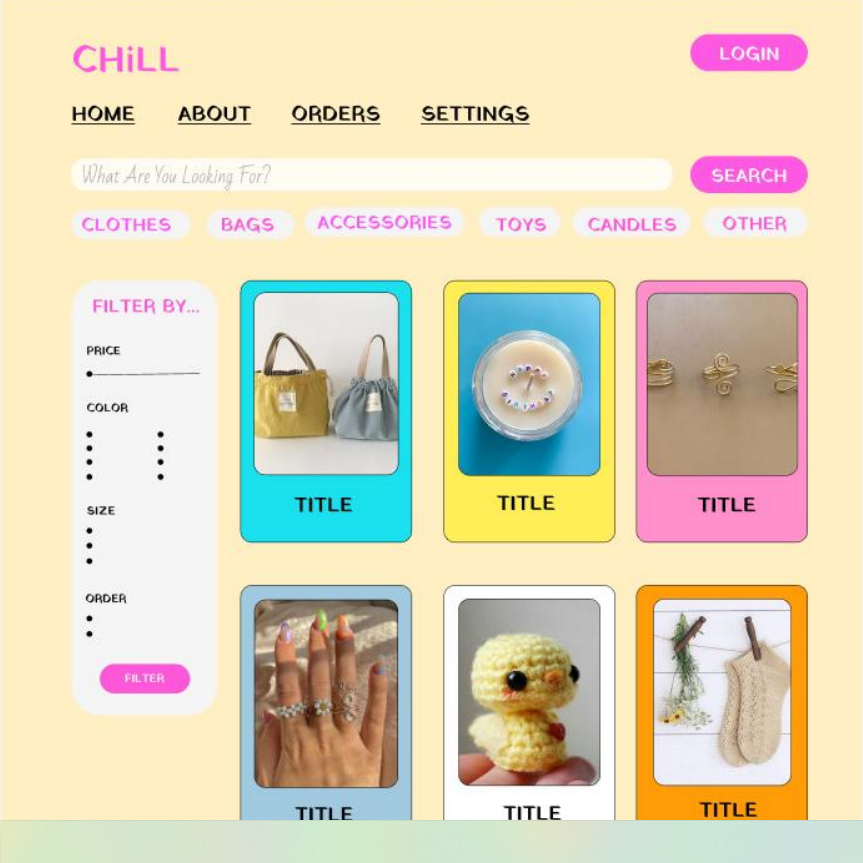 CHiLL
LOGIN
HOME ABOUT ORDERS SETTINGS
What Are You Looking For?
SEARCH
CLOTHES BAGS ACCESSORIES TOYS CANDLES OTHER
FILTER BY...
PRICE
COLOR
SIZE
ORDER
FILTER
TITLE
TITLE
TITLE
TITLE
TITLE
TITLE